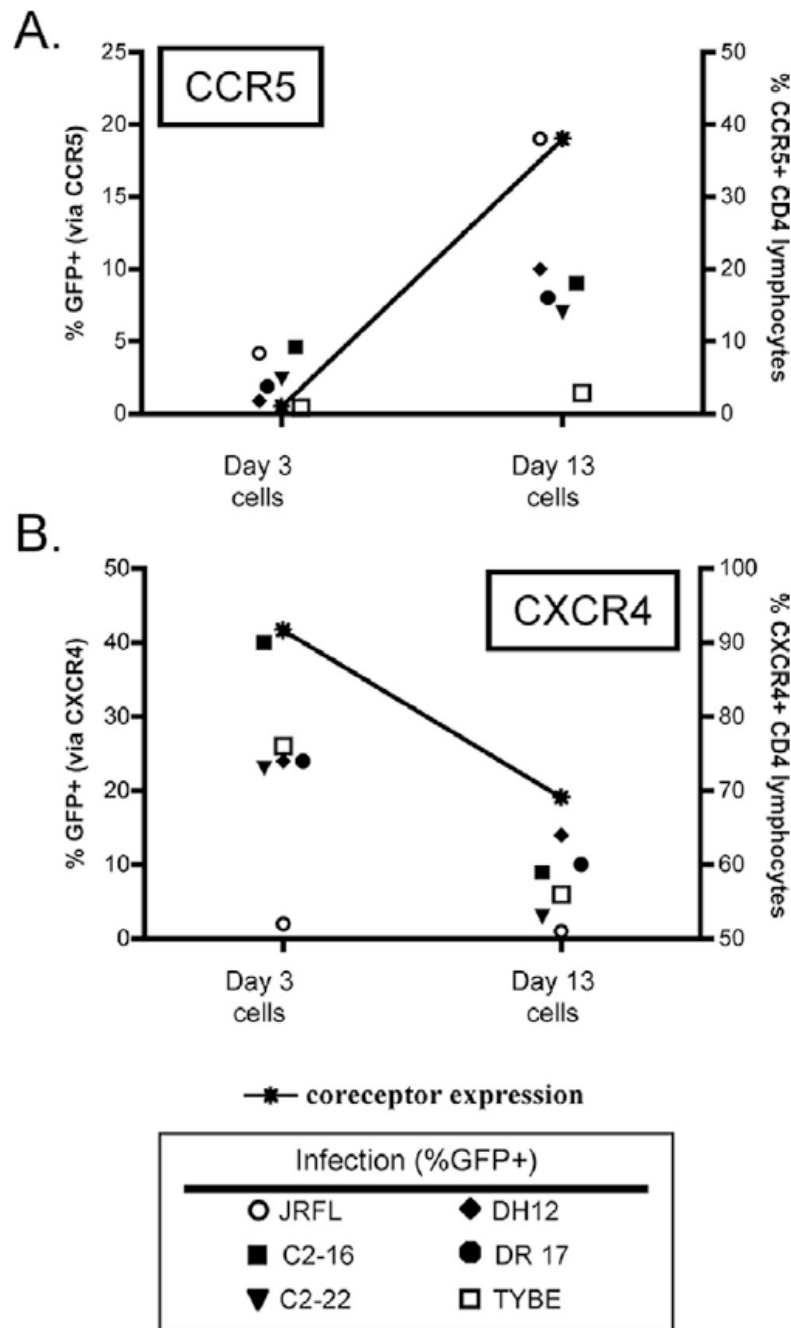 A.
CCR5
25
20
15
10
5
0
% GFP+ (via CCR5)
50
40
30
20
10
0
% CCR5+ CD4 lymphocytes
Day 3
cells
Day 13
cells
B.
CXCR4
50
40
30
20
10
0
% GFP+ (via CXCR4)
100
90
80
70
60
50
% CXCR4+ CD4 lymphocytes
Day 3
cells
Day 13
cells
coreceptor expression
Infection (%GFP+)
JRFL
DH12
C2-16
DR 17
C2-22
TYBE